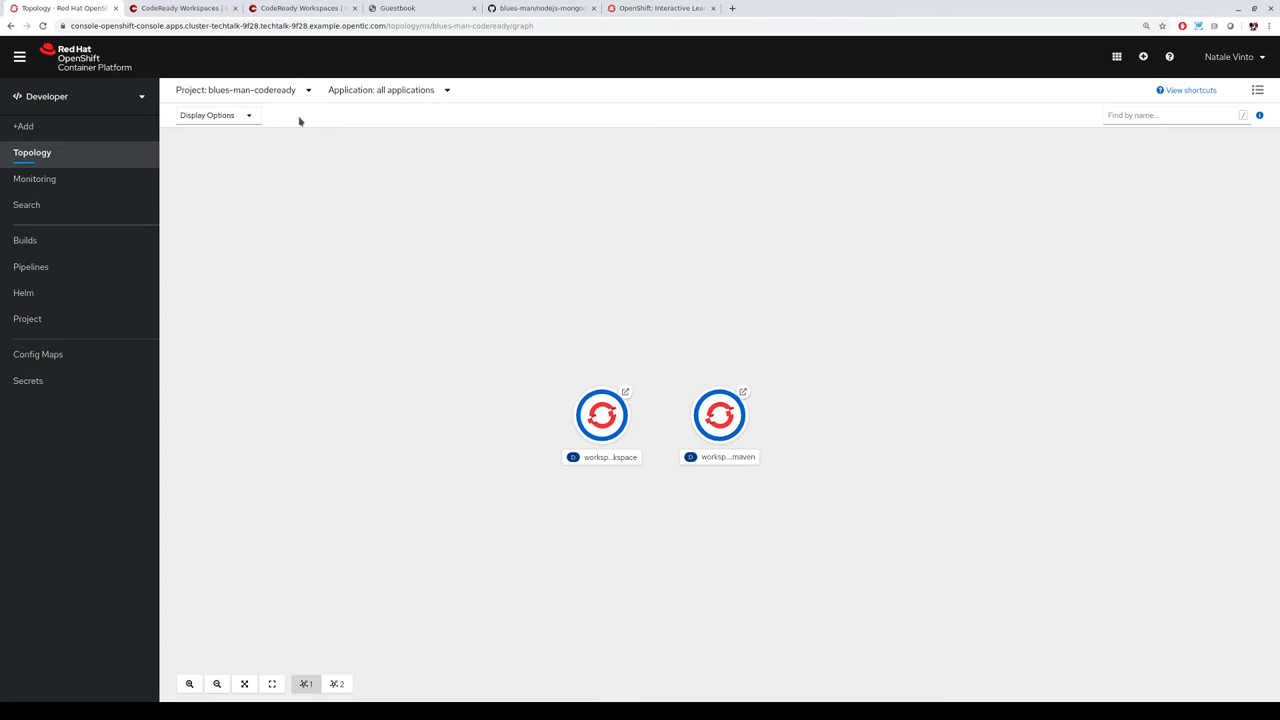 Topology - Red Hat OpenSh
CodeReady Workspaces |
CodeReady Workspaces |
Guestbook
blues-man/nodejs-mongo
OpenShift: Interactive Lea
console-openshift-console.apps.cluster-techtalk-9f28.techtalk-9f28.example.opentlc.com/topology/ns/blues-man-codeready/graph
Red Hat
OpenShift
Container Platform
Natale Vinto
Developer
Project: blues-man-codeready
Application: all applications
View shortcuts
Display Options
Find by name...
/
+Add
Topology
Monitoring
Search
Builds
Pipelines
Helm
Project
Config Maps
Secrets
D worksp...kspace
D worksp....maven
1
2